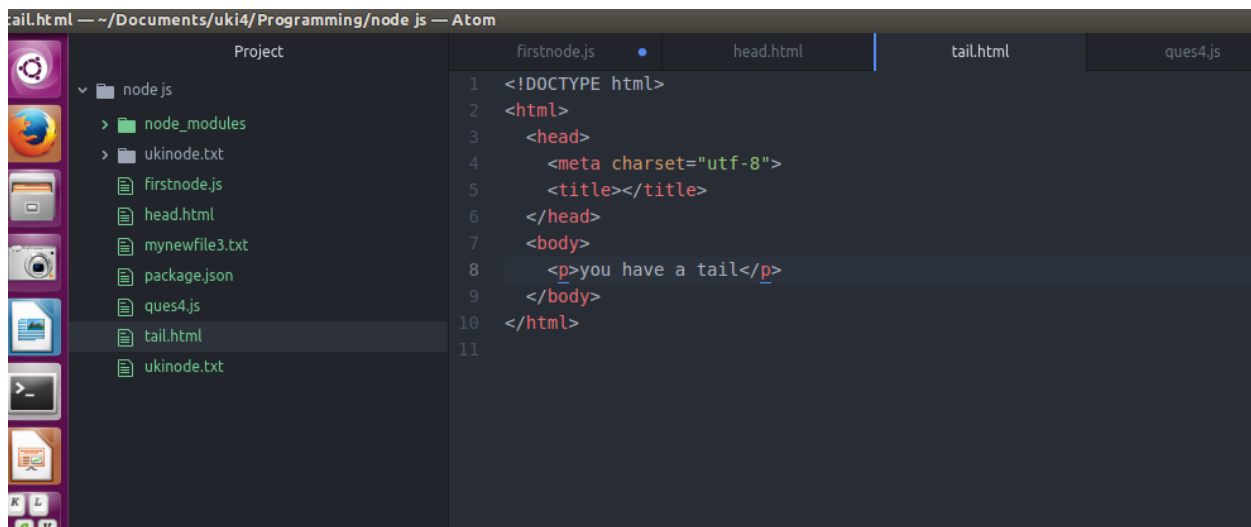 tail.html — ~/Documents/uki4/Programming/node js — Atom
Project
firstnode.js head.html tail.html ques4.js
node js
node_modules
ukinode.txt
firstnode.js
head.html
mynewfile3.txt
package.json
ques4.js
tail.html
ukinode.txt
1 <!DOCTYPE html>
2 <html>
3 <head>
4 <meta charset="utf-8">
5 <title></title>
6 </head>
7 <body>
8 <p>you have a tail</p>
9 </body>
10 </html>
11
>_
K L